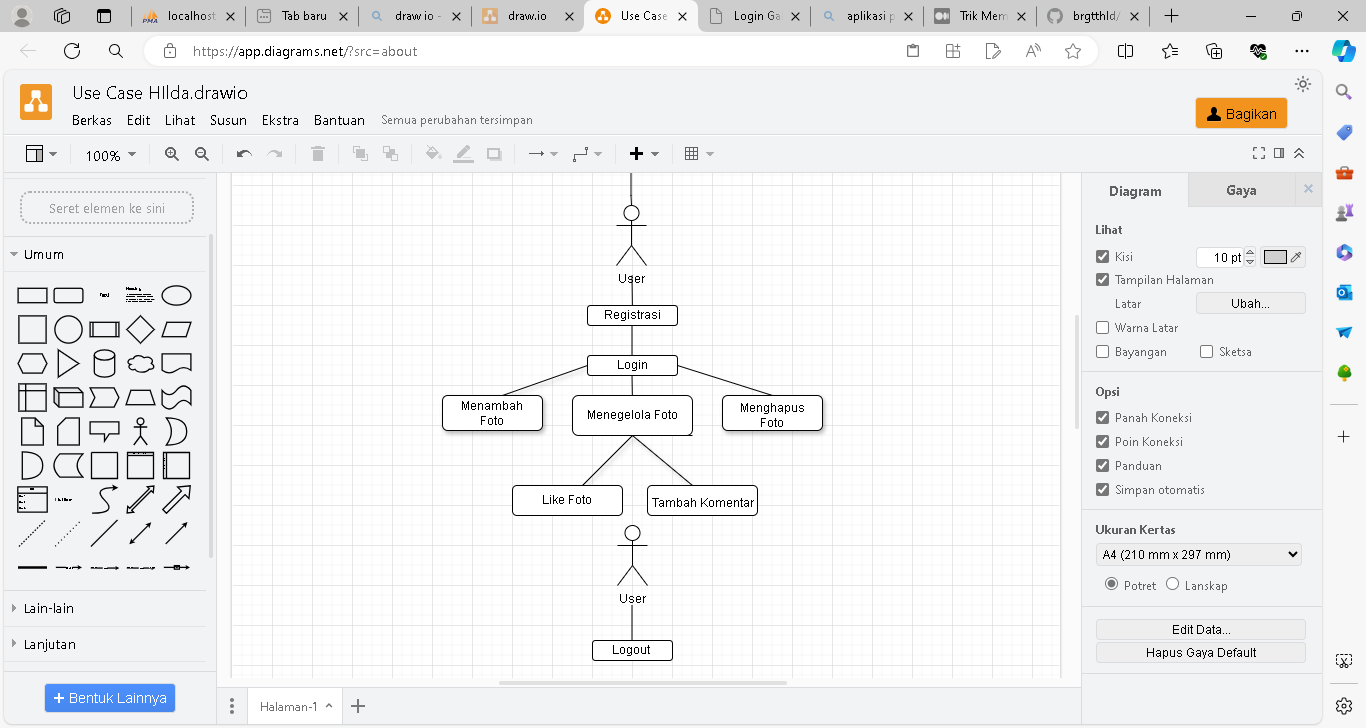 localhost
Tab baru
draw io -
draw.io
Use Case
Login Ga
aplikasi p
Trik Mem
brgtthld/
https://app.diagrams.net/?src=about
Use Case HIlda.drawio
Berkas Edit Lihat Susun Ekstra Bantuan Semua perubahan tersimpan
Bagikan
100%
Seret elemen ke sini
Umum
Lain-lain
Lanjutan
+ Bentuk Lainnya
User
Registrasi
Login
Menambah
Foto
Menegelola Foto
Menghapus
Foto
Like Foto
Tambah Komentar
User
Logout
Halaman-1
Diagram
Gaya
Lihat
Kisi
10 pt
Tampilan Halaman
Latar
Ubah...
Warna Latar
Bayangan
Sketsa
Opsi
Panah Koneksi
Poin Koneksi
Panduan
Simpan otomatis
Ukuran Kertas
A4 (210 mm x 297 mm)
Potret
Lanskap
Edit Data...
Hapus Gaya Default